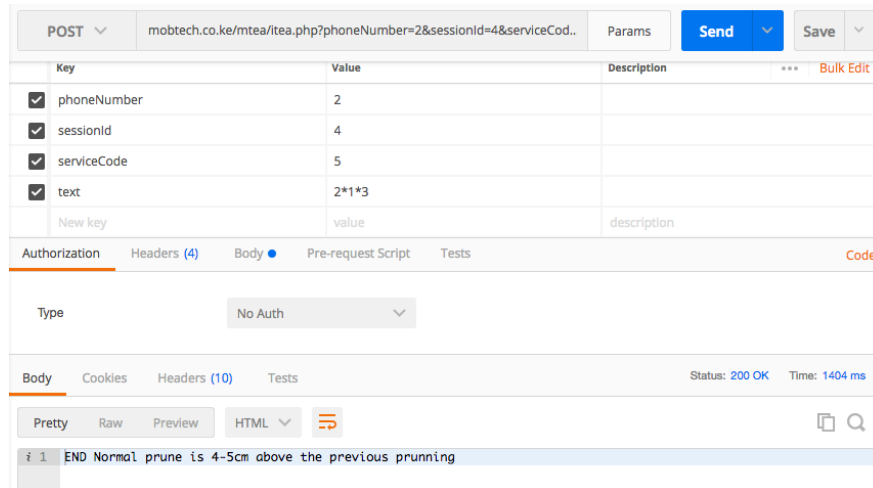 POST mobtech.co.ke/mtea/itea.php?phoneNumber=2&sessionId=4&serviceCod.. Params Send Save
Key Value Description ••• Bulk Edit
phoneNumber 2
sessionId 4
serviceCode 5
text 2*1*3
New key value description
Authorization Headers (4) Body Pre-request Script Tests Code
Type No Auth
Body Cookies Headers (10) Tests Status: 200 OK Time: 1404 ms
Pretty Raw Preview HTML
i 1 END Normal prune is 4-5cm above the previous prunning